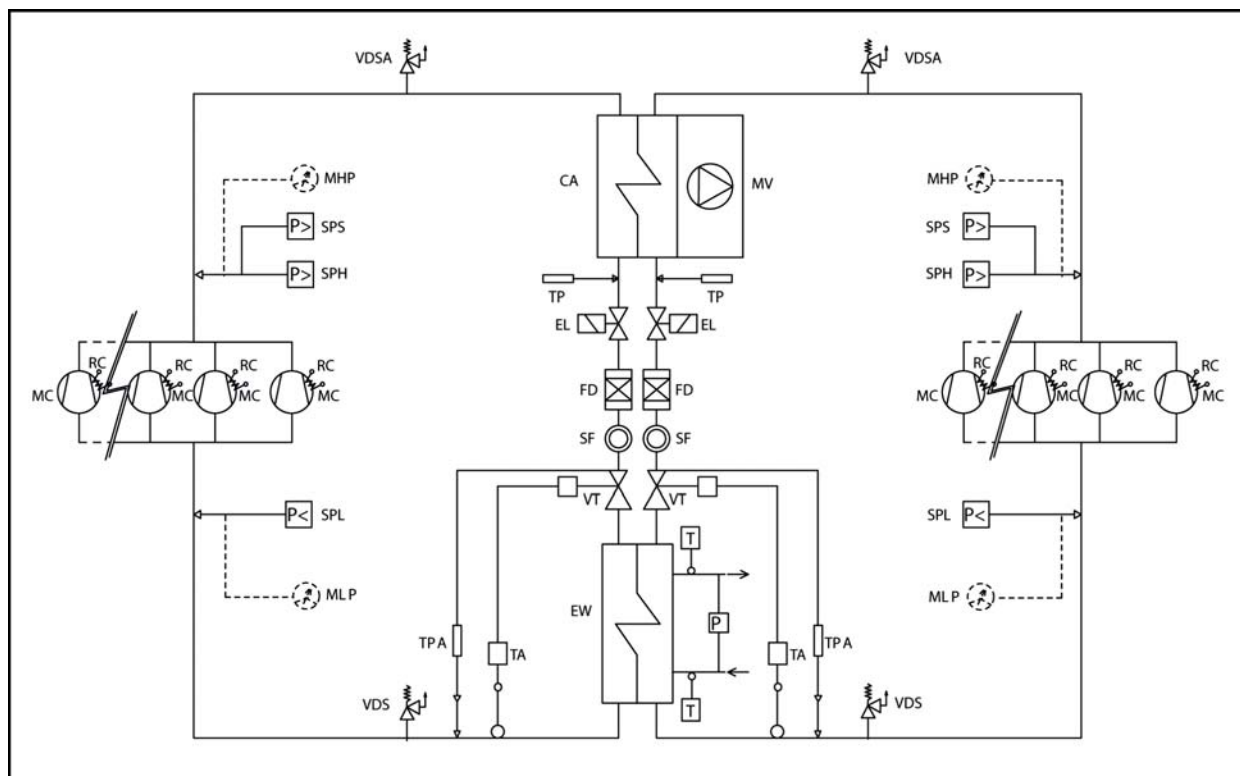 VDSA VDSA
MHP CA MV MHP
P> SPS SPS P>
P> SPH SPH P>
TP TP
EL EL
RC RC RC RC RC RC RC RC
MC MC MC MC MC MC MC MC
FD FD
SF SF
VT VT
P< SPL SPL P<
T
MLP EW MLP
P
TPA TA TA TPA
T
VDS VDS